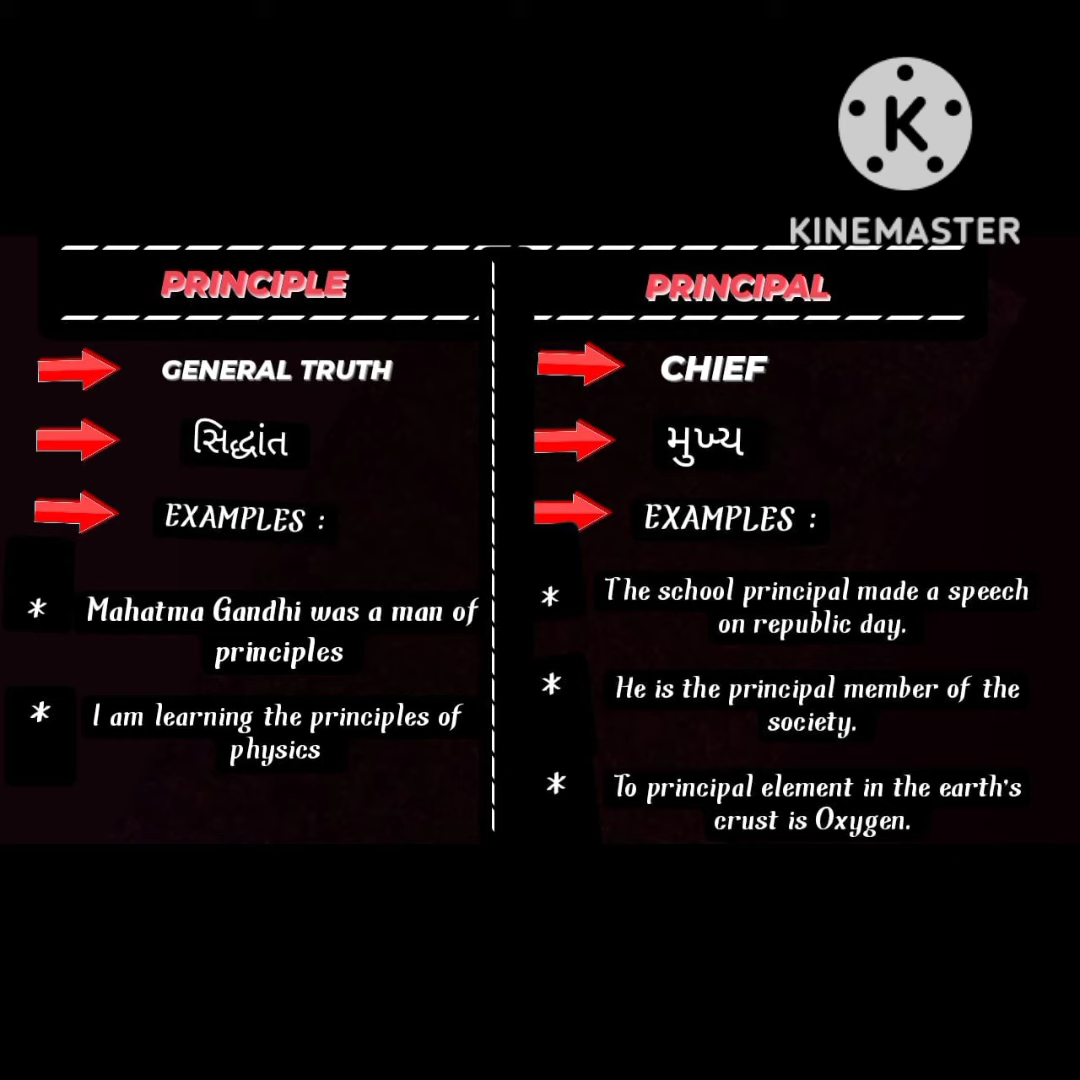 K
KINEMASTER
PRINCIPLE
GENERAL TRUTH
સિદ્ધાંત
EXAMPLES :
* Mahatma Gandhi was a man of
principles
* I am learning the principles of
physics
PRINCIPAL
CHIEF
મુખ્ય
EXAMPLES :
* The school principal made a speech
on republic day.
* He is the principal member of the
society.
* To principal element in the earth's
crust is Oxygen.